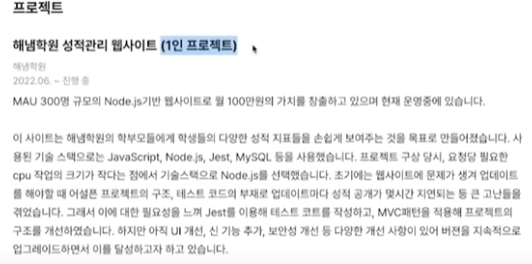 프로젝트
해냄학원 성적관리 웹사이트 (1인 프로젝트)
해냄학원
2022.06. ~ 진행 중
MAU 300명 규모의 Node.js기반 웹사이트로 월 100만원의 가치를 창출하고 있으며 현재 운영중에 있습니다.
이 사이트는 해냄학원의 학부모들에게 학생들의 다양한 성적 지표들을 손쉽게 보여주는 것을 목표로 만들어졌습니다. 사
용된 기술 스택으로는 JavaScript, Node.js, Jest, MySQL 등을 사용했습니다. 프로젝트 구상 당시, 요청당 필요한
cpu 작업의 크기가 작다는 점에서 기술스택으로 Node.js를 선택했습니다. 초기에는 웹사이트에 문제가 생겨 업데이트
를 해야할 때 어설픈 프로젝트의 구조, 테스트 코드의 부재로 업데이트마다 성적 공개가 몇시간 지연되는 등 큰 고난들을
겪었습니다. 그래서 이에 대한 필요성을 느껴 Jest를 이용해 테스트 코트를 작성하고, MVC패턴을 적용해 프로젝트의
구조를 개선하였습니다. 하지만 아직 UI 개선, 신 기능 추가, 보안성 개선 등 다양한 개선 사항이 있어 버젼을 지속적으로
업그레이드하면서 이를 달성하고자 하고 있습니다.